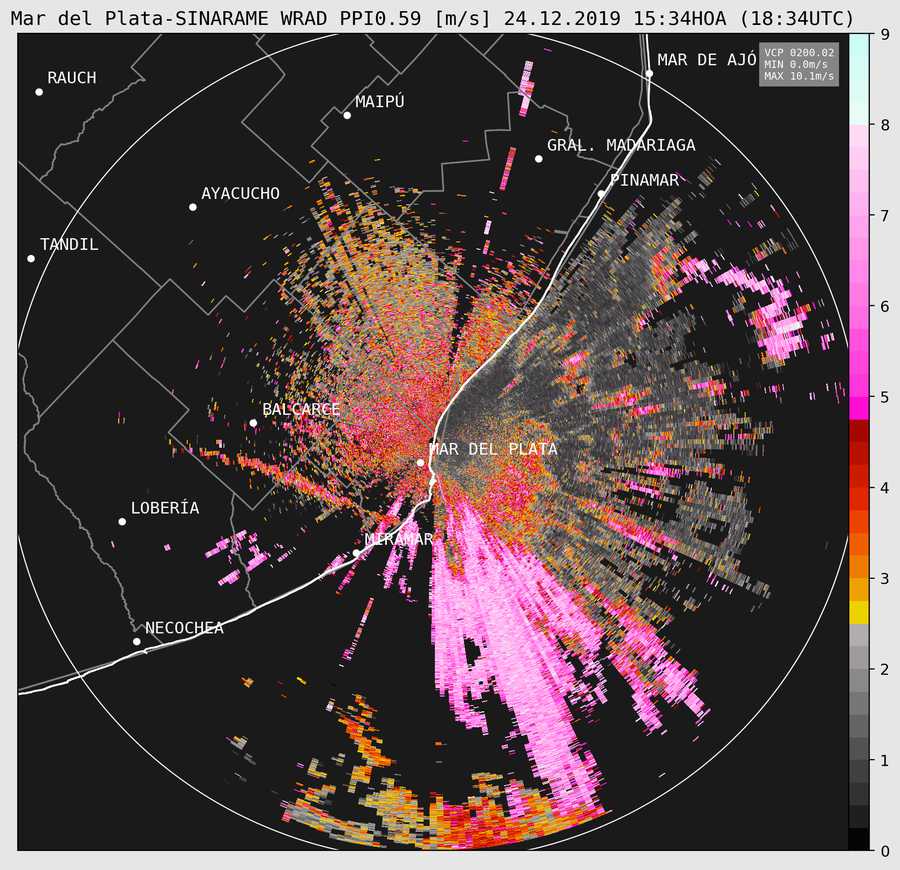 Mar del Plata-SINARAME WRAD PPI0.59 [m/s] 24.12.2019 15:34HOA (18:34UTC)
VCP 0200.02
MIN 0.0m/s
MAX 10.1m/s
MAR DE AJÓ
RAUCH
MAIPÚ
GRAL. MADARIAGA
PINAMAR
AYACUCHO
TANDIL
BALCARCE
MAR DEL PLATA
LOBERÍA
MIRAMAR
NECOCHEA
9
8
7
6
5
4
3
2
1
0